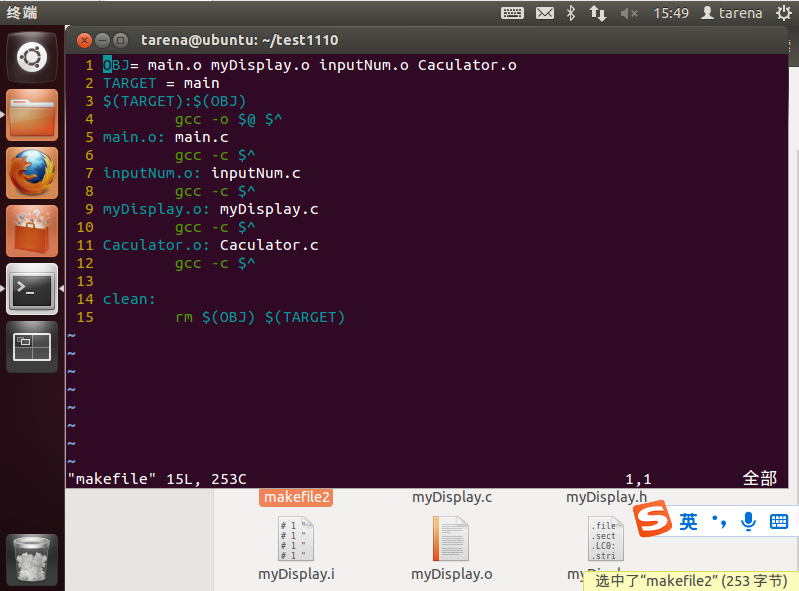 终端
15:49 tarena
tarena@ubuntu: ~/test1110
1 OBJ= main.o myDisplay.o inputNum.o Caculator.o
2 TARGET = main
3 $(TARGET):$(OBJ)
4 gcc -o $@ $^
5 main.o: main.c
6 gcc -c $^
7 inputNum.o: inputNum.c
8 gcc -c $^
9 myDisplay.o: myDisplay.c
10 gcc -c $^
11 Caculator.o: Caculator.c
12 gcc -c $^
13
14 clean:
15 rm $(OBJ) $(TARGET)
~
~
~
~
~
~
~
~
"makefile" 15L, 253C 1,1 全部
makefile2 myDisplay.c myDisplay.h
# 1 "
# 1 "
# 1 "
# 1 "
.file
.sect
.LC0:
.stri
S 英
myDisplay.i myDisplay.o
选中了“makefile2” (253 字节)